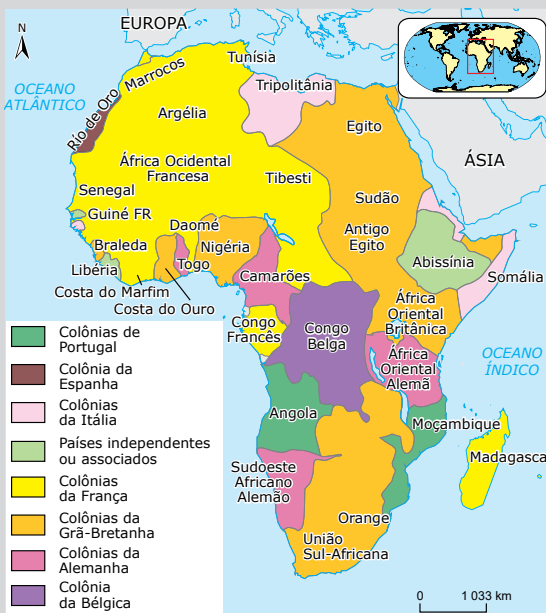 EUROPA
N
Tunísia
OCEANO
ATLÂNTICO
Marrocos
Tripolitânia
Rio de Oro
Argélia
Egito
ÁSIA
África Ocidental
Francesa
Tibesti
Senegal
Sudão
Guiné FR
Daomé
Antigo
Egito
Braleda
Nigéria
Abissínia
Libéria
Togo
Camarões
Somália
Costa do Marfim
Costa do Ouro
África
Oriental
Britânica
Congo
Francês
Congo
Belga
OCEANO
ÍNDICO
África
Oriental
Alemã
Angola
Moçambique
Madagasca
Sudoeste
Africano
Alemão
Orange
União
Sul-Africana
Colônias de
Portugal
Colônia da
Espanha
Colônias
da Itália
Países independentes
ou associados
Colônias
da França
Colônias da
Grã-Bretanha
Colônias da
Alemanha
Colônia
da Bélgica
0 1 033 km